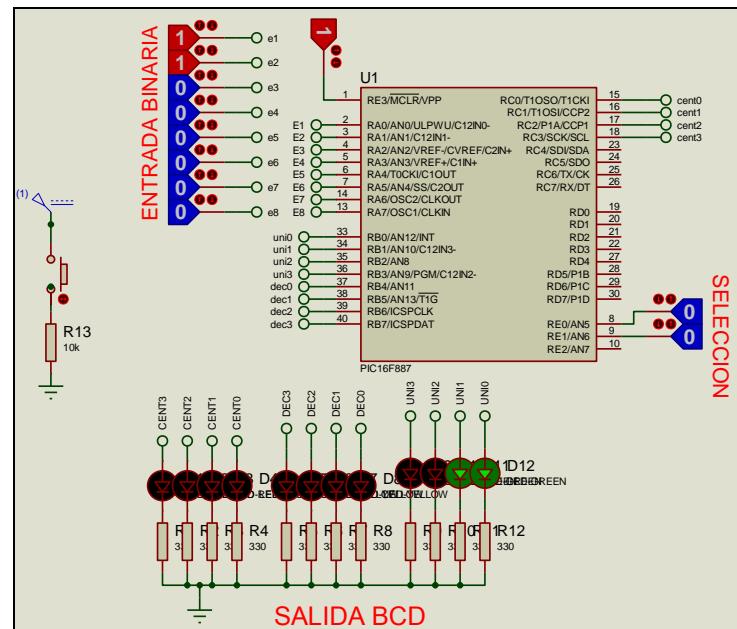 ENTRADA BINARIA
1 e1
1 e2
0 e3
0 e4
0 e5
0 e6
0 e7
0 e8
1
U1
1 RE3/MCLR/VPP
E1 2 RA0/AN0/ULPWU/C12IN0-
E2 3 RA1/AN1/C12IN1-
E3 4 RA2/AN2/VREF-/CVREF/C2IN+
E4 5 RA3/AN3/VREF+/C1IN+
E5 6 RA4/T0CKI/C1OUT
E6 7 RA5/AN4/SS/C2OUT
E7 14 RA6/OSC2/CLKOUT
E8 13 RA7/OSC1/CLKIN
uni0 33 RB0/AN12/INT
uni1 34 RB1/AN10/C12IN3-
uni2 35 RB2/AN8
uni3 36 RB3/AN9/PGM/C12IN2-
dec0 37 RB4/AN11
dec1 38 RB5/AN13/T1G
dec2 39 RB6/ICSPCLK
dec3 40 RB7/ICSPDAT
RC0/T1OSO/T1CKI 15 cent0
RC1/T1OSI/CCP2 16 cent1
RC2/P1A/CCP1 17 cent2
RC3/SCK/SCL 18 cent3
RC4/SDI/SDA 23
RC5/SDO 24
RC6/TX/CK 25
RC7/RX/DT 26
RD0 19
RD1 20
RD2 21
RD3 22
RD4 27
RD5/P1B 28
RD6/P1C 29
RD7/P1D 30
RE0/AN5 8
RE1/AN6 9
RE2/AN7 10
PIC16F887
0
0
SELECCION
(1)
R13
10k
CENT3 CENT2 CENT1 CENT0 DEC3 DEC2 DEC1 DEC0 UNI3 UNI2 UNI1 UNI0
D12
R4
330
R8
330
R12
330
SALIDA BCD